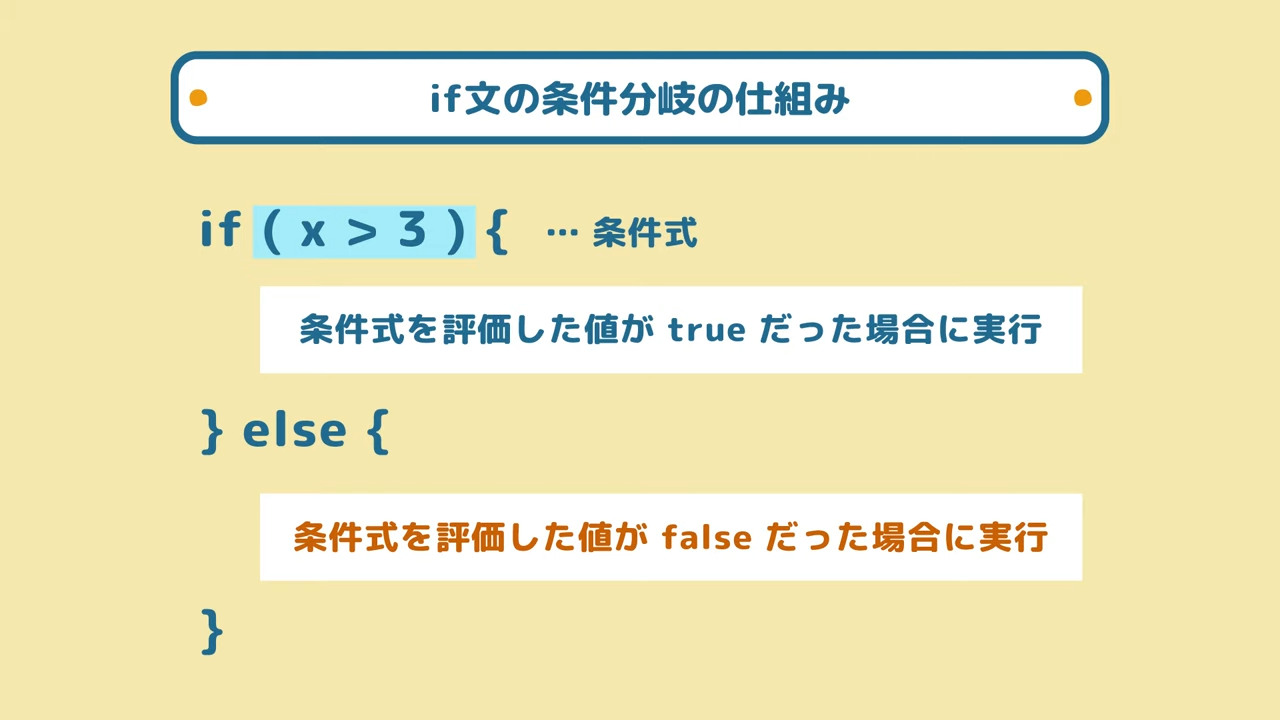 if文の条件分岐の仕組み
if ( x > 3 ) { … 条件式
条件式を評価した値が true だった場合に実行
} else {
条件式を評価した値が false だった場合に実行
}